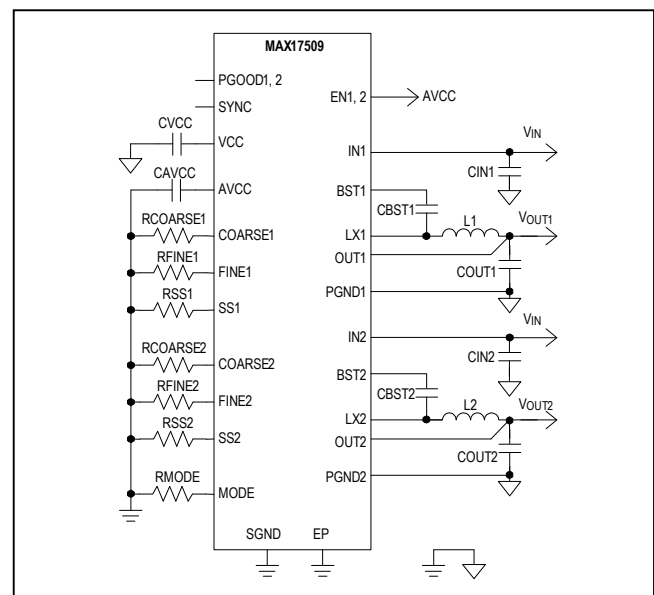 MAX17509
PGOOD1, 2
SYNC
CVCC
VCC
CAVCC
AVCC
RCOARSE1
COARSE1
RFINE1
FINE1
RSS1
SS1
RCOARSE2
COARSE2
RFINE2
FINE2
RSS2
SS2
RMODE
MODE
SGND
EP
EN1, 2
AVCC
IN1
VIN
CIN1
BST1
CBST1
L1
LX1
VOUT1
OUT1
COUT1
PGND1
IN2
VIN
CIN2
BST2
CBST2
L2
LX2
VOUT2
OUT2
COUT2
PGND2